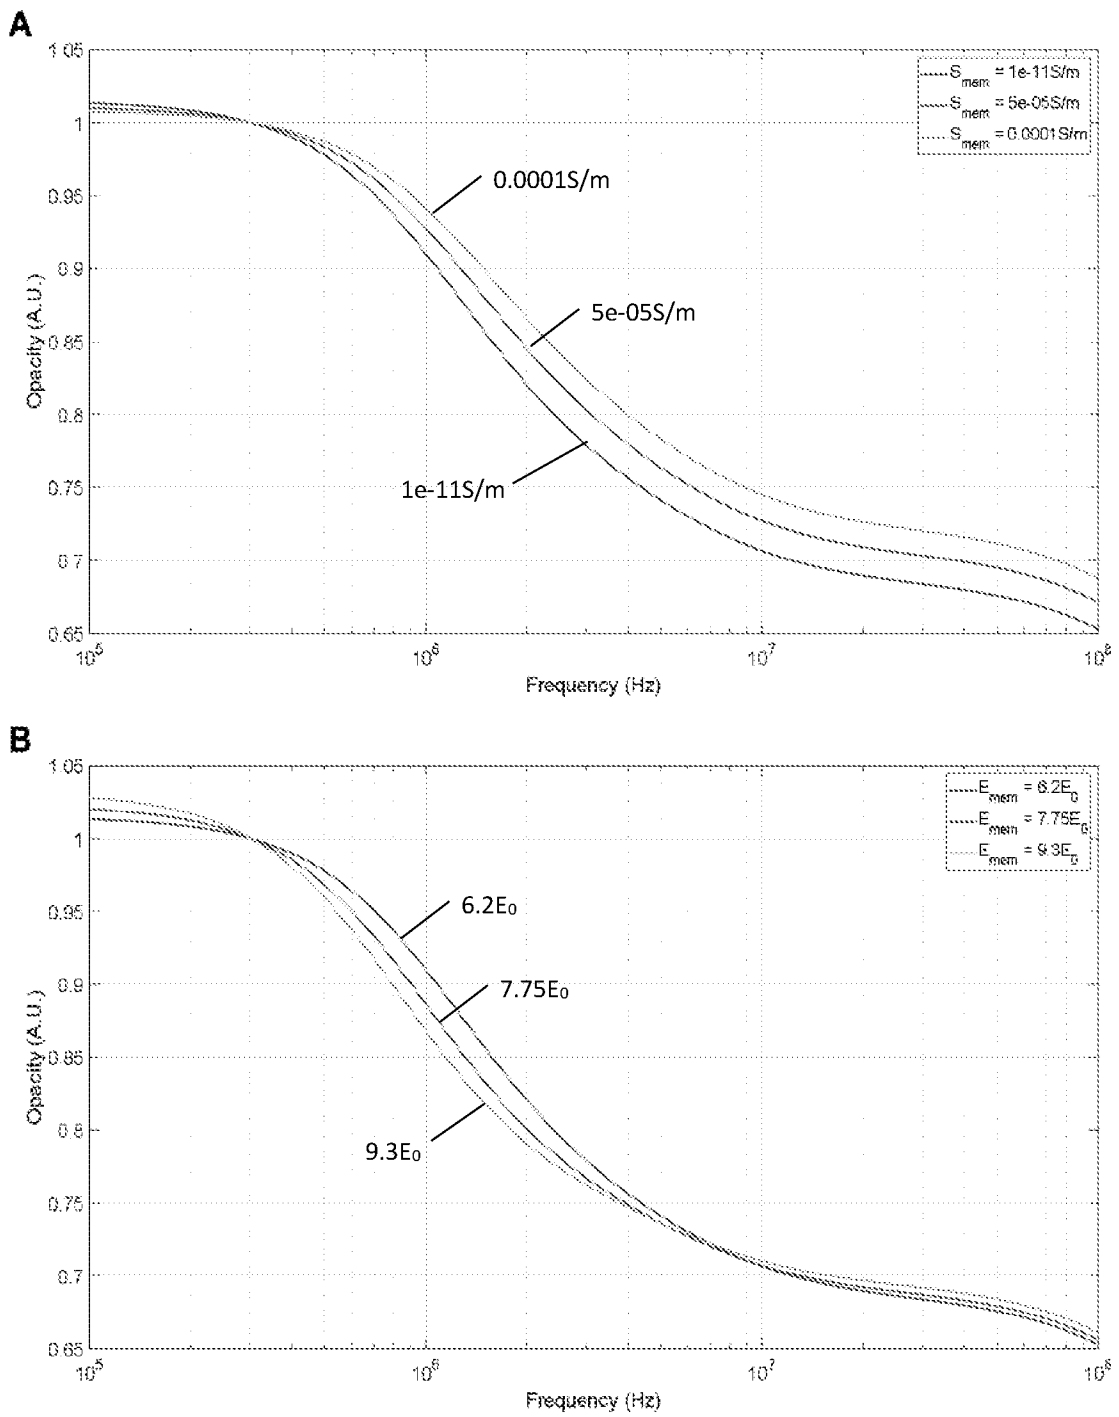 A
1.05
1
0.95
0.9
0.85
0.8
0.75
0.7
0.65
Opacity (A.U.)
S_mem = 1e-11S/m
S_mem = 5e-05S/m
S_mem = 0.0001S/m
0.0001S/m
5e-05S/m
1e-11S/m
10^5 10^6 10^7 10^8
Frequency (Hz)
B
1.05
1
0.95
0.9
0.85
0.8
0.75
0.7
0.65
Opacity (A.U.)
E_mem = 6.2E_0
E_mem = 7.75E_0
E_mem = 9.3E_0
6.2E₀
7.75E₀
9.3E₀
10^5 10^6 10^7 10^8
Frequency (Hz)